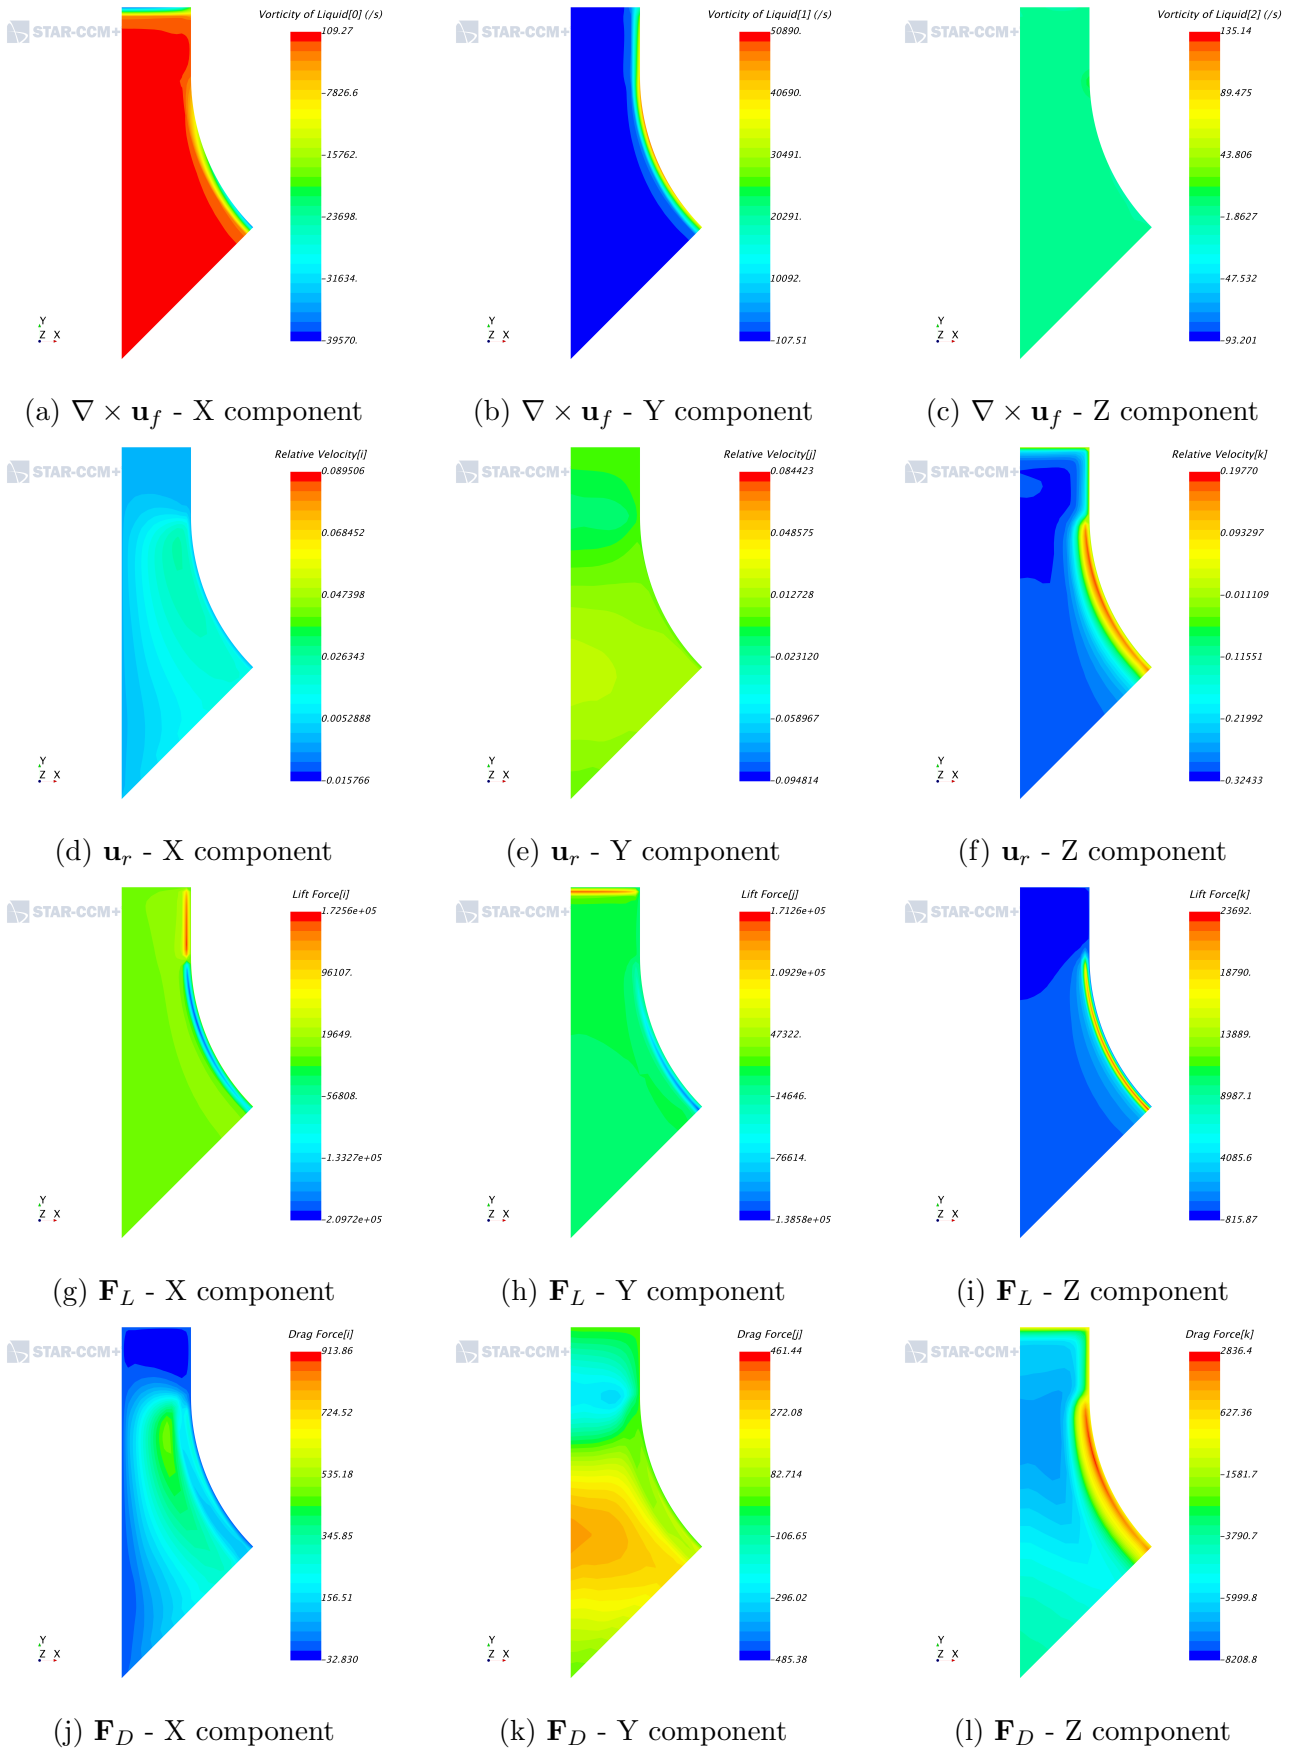 Vorticity of Liquid[0] (/s)
STAR-CCM+
109.27
-7826.6
-15762.
-23698.
-31634.
-39570.
Y
Z X
Vorticity of Liquid[1] (/s)
STAR-CCM+
50890.
40690.
30491.
20291.
10092.
-107.51
Y
Z X
Vorticity of Liquid[2] (/s)
STAR-CCM+
135.14
89.475
43.806
-1.8627
-47.532
-93.201
Y
Z X
(a) ∇ × u_f - X component
(b) ∇ × u_f - Y component
(c) ∇ × u_f - Z component
Relative Velocity[i]
STAR-CCM+
0.089506
0.068452
0.047398
0.026343
0.0052888
-0.015766
Y
Z X
Relative Velocity[j]
STAR-CCM+
0.084423
0.048575
0.012728
-0.023120
-0.058967
-0.094814
Y
Z X
Relative Velocity[k]
STAR-CCM+
0.19770
0.093297
-0.011109
-0.11551
-0.21992
-0.32433
Y
Z X
(d) u_r - X component
(e) u_r - Y component
(f) u_r - Z component
Lift Force[i]
STAR-CCM+
1.7256e+05
96107.
19649.
-56808.
-1.3327e+05
-2.0972e+05
Y
Z X
Lift Force[j]
STAR-CCM+
1.7126e+05
1.0929e+05
47322.
-14646.
-76614.
-1.3858e+05
Y
Z X
Lift Force[k]
STAR-CCM+
23692.
18790.
13889.
8987.1
4085.6
-815.87
Y
Z X
(g) F_L - X component
(h) F_L - Y component
(i) F_L - Z component
Drag Force[i]
STAR-CCM+
913.86
724.52
535.18
345.85
156.51
-32.830
Y
Z X
Drag Force[j]
STAR-CCM+
461.44
272.08
82.714
-106.65
-296.02
-485.38
Y
Z X
Drag Force[k]
STAR-CCM+
2836.4
627.36
-1581.7
-3790.7
-5999.8
-8208.8
Y
Z X
(j) F_D - X component
(k) F_D - Y component
(l) F_D - Z component